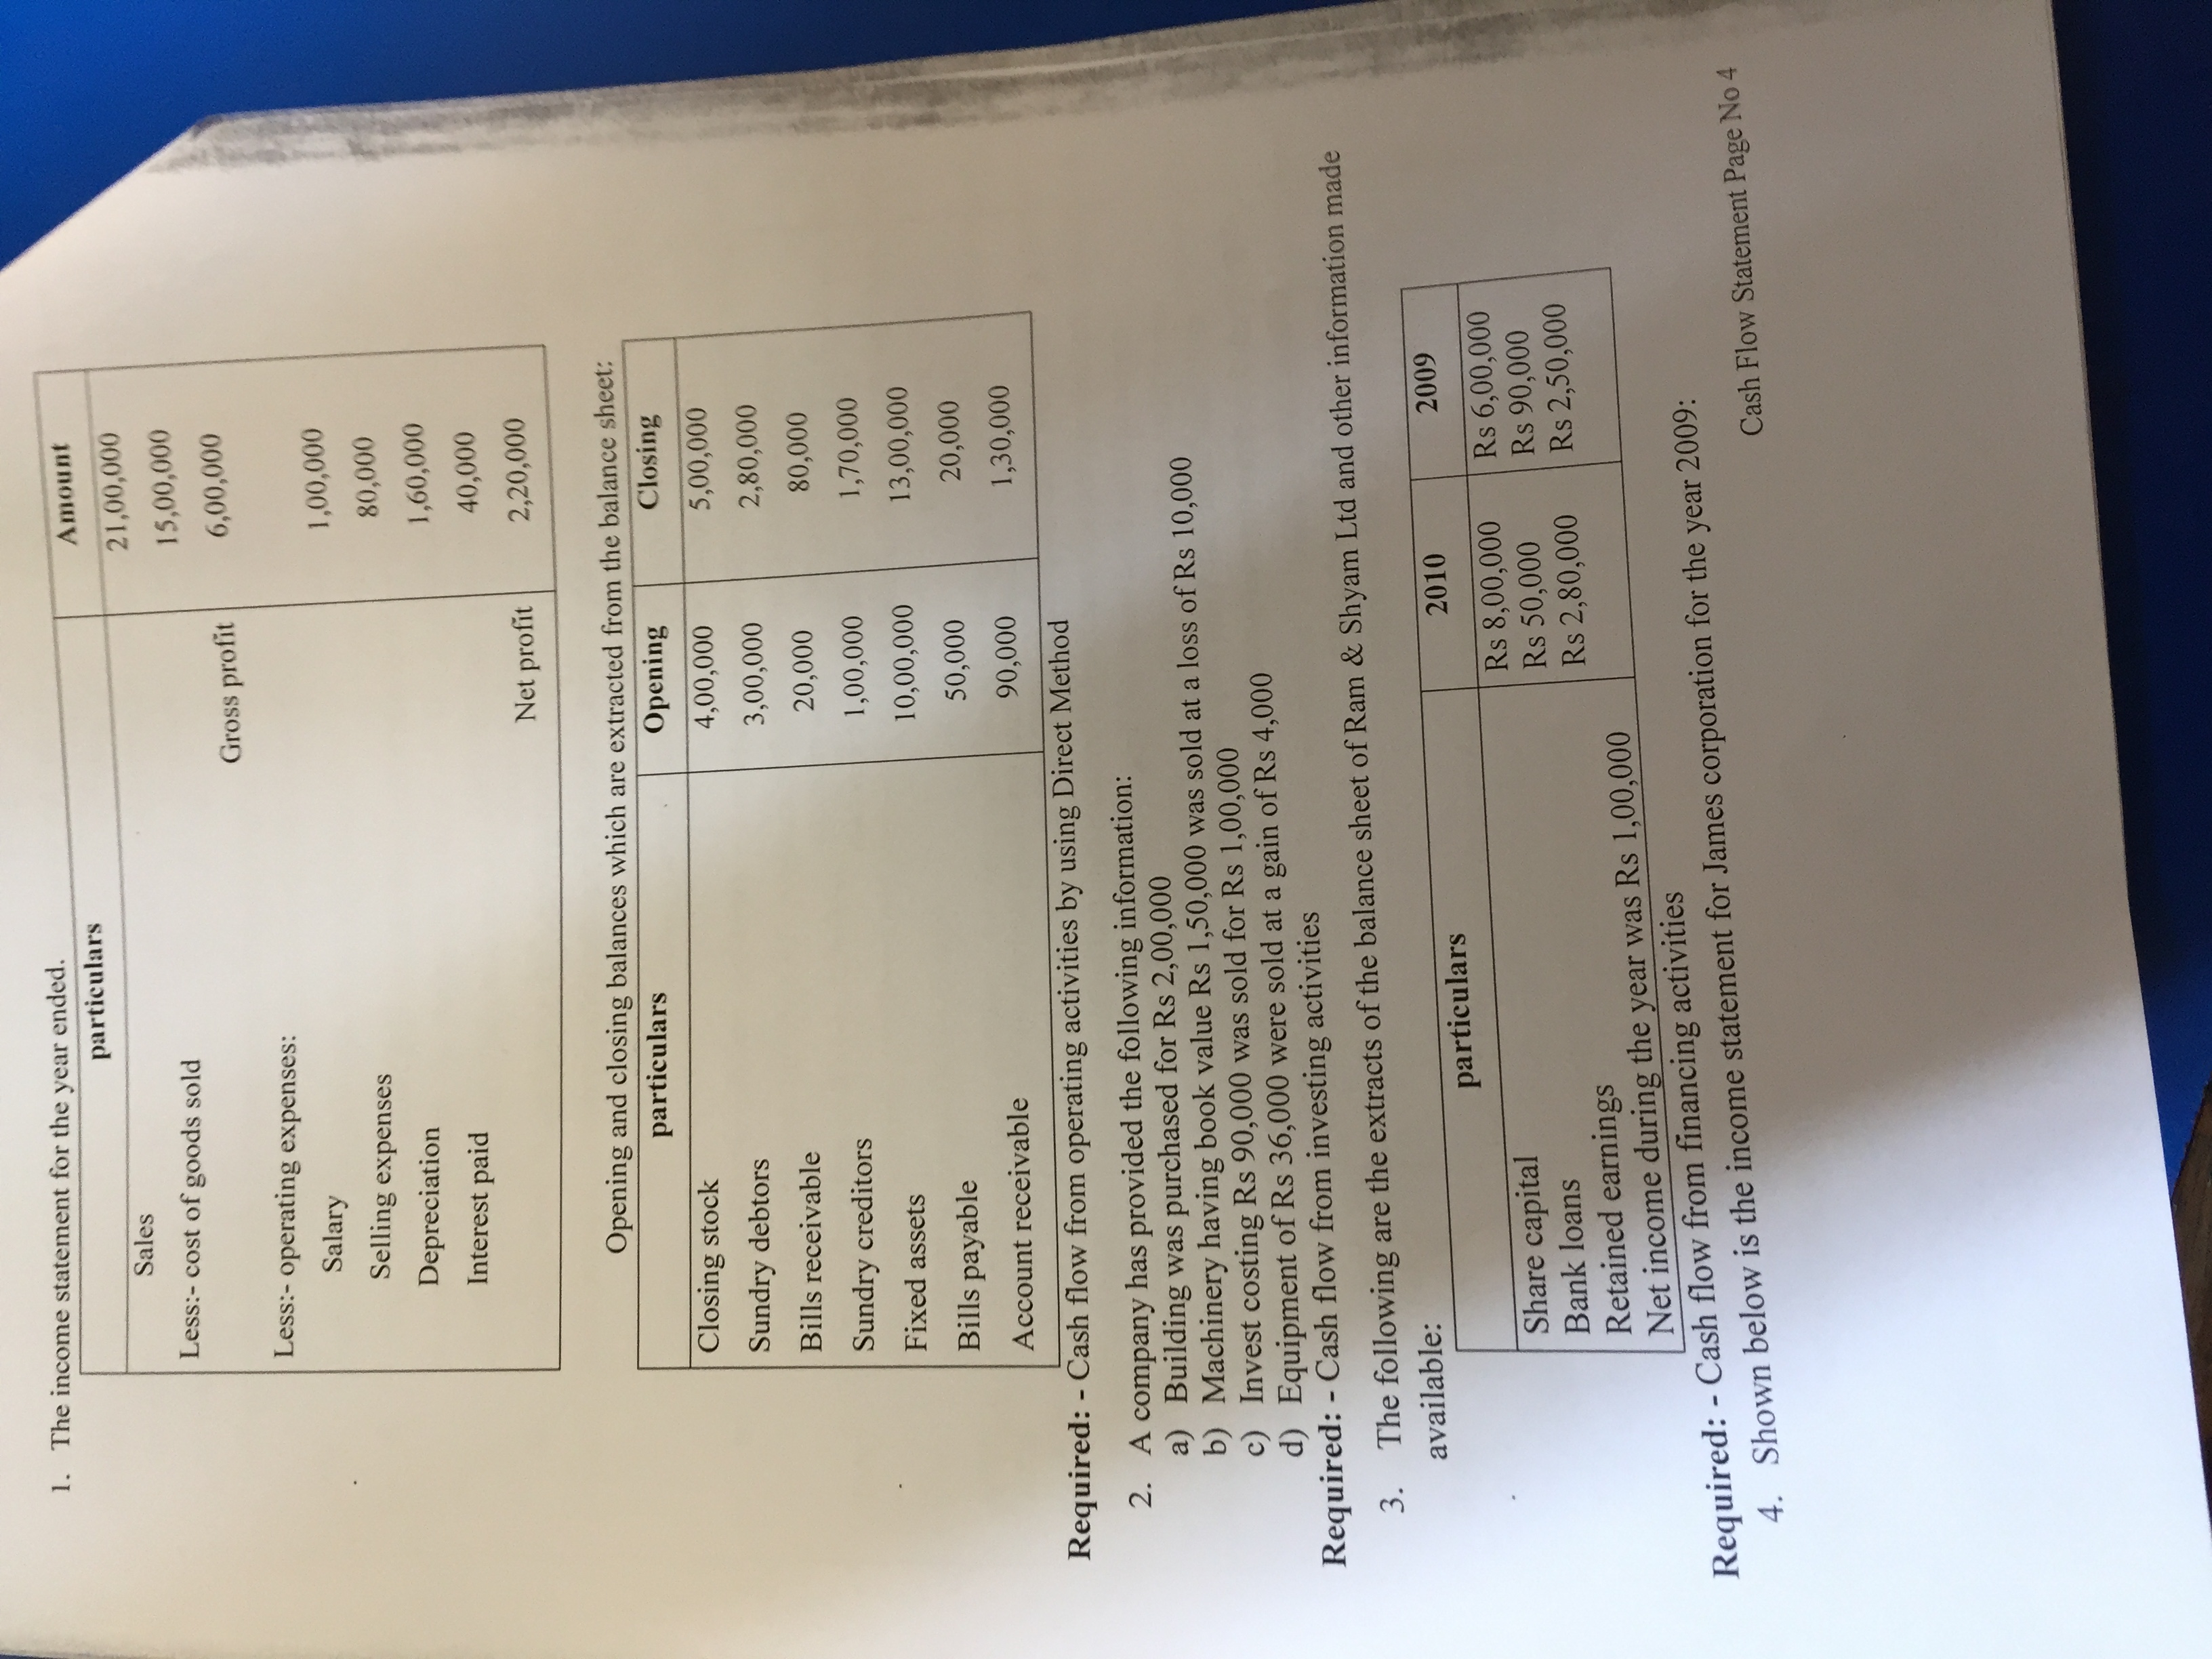 1. The income statement for the year ended.
particulars Amount
Sales 21,00,000
Less:- cost of goods sold 15,00,000
Gross profit 6,00,000
Less:- operating expenses:
Salary 1,00,000
Selling expenses 80,000
Depreciation 1,60,000
Interest paid 40,000
Net profit 2,20,000
Opening and closing balances which are extracted from the balance sheet:
particulars Opening Closing
Closing stock 4,00,000 5,00,000
Sundry debtors 3,00,000 2,80,000
Bills receivable 20,000 80,000
Sundry creditors 1,00,000 1,70,000
Fixed assets 10,00,000 13,00,000
Bills payable 50,000 20,000
Account receivable 90,000 1,30,000
Required: - Cash flow from operating activities by using Direct Method
2. A company has provided the following information:
a) Building was purchased for Rs 2,00,000
b) Machinery having book value Rs 1,50,000 was sold at a loss of Rs 10,000
c) Invest costing Rs 90,000 was sold for Rs 1,00,000
d) Equipment of Rs 36,000 were sold at a gain of Rs 4,000
Required: - Cash flow from investing activities
3. The following are the extracts of the balance sheet of Ram & Shyam Ltd and other information made
available:
particulars 2010 2009
Share capital Rs 8,00,000 Rs 6,00,000
Bank loans Rs 50,000 Rs 90,000
Retained earnings Rs 2,80,000 Rs 2,50,000
Net income during the year was Rs 1,00,000
Required: - Cash flow from financing activities
4. Shown below is the income statement for James corporation for the year 2009:
Cash Flow Statement Page No 4